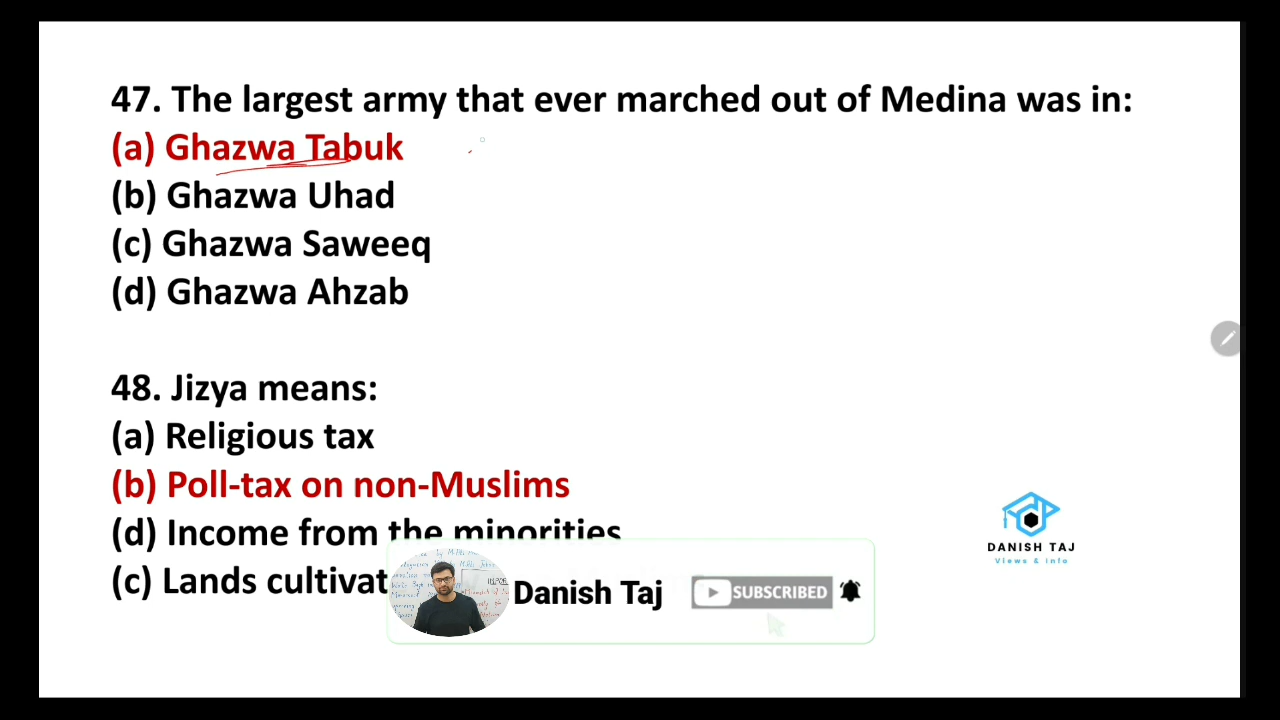 47. The largest army that ever marched out of Medina was in:
(a) Ghazwa Tabuk
(b) Ghazwa Uhad
(c) Ghazwa Saweeq
(d) Ghazwa Ahzab
48. Jizya means:
(a) Religious tax
(b) Poll-tax on non-Muslims
(d) Income from the minorities
(c) Lands cultivat
DANISH TAJ
Views & Info
Danish Taj
SUBSCRIBED